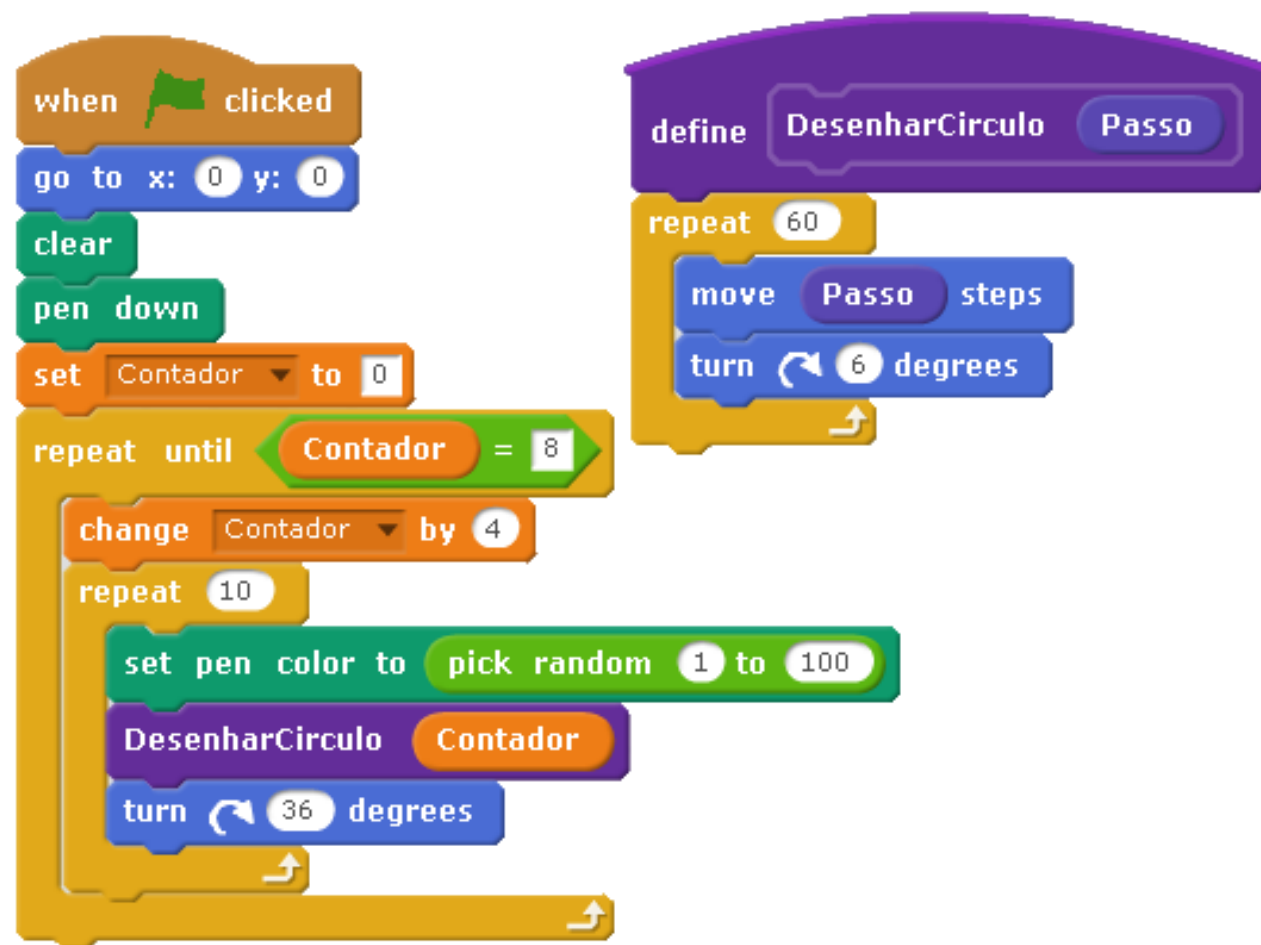 when clicked
go to x: 0 y: 0
clear
pen down
set Contador to 0
repeat until Contador = 8
change Contador by 4
repeat 10
set pen color to pick random 1 to 100
DesenharCirculo Contador
turn 36 degrees
define DesenharCirculo Passo
repeat 60
move Passo steps
turn 6 degrees